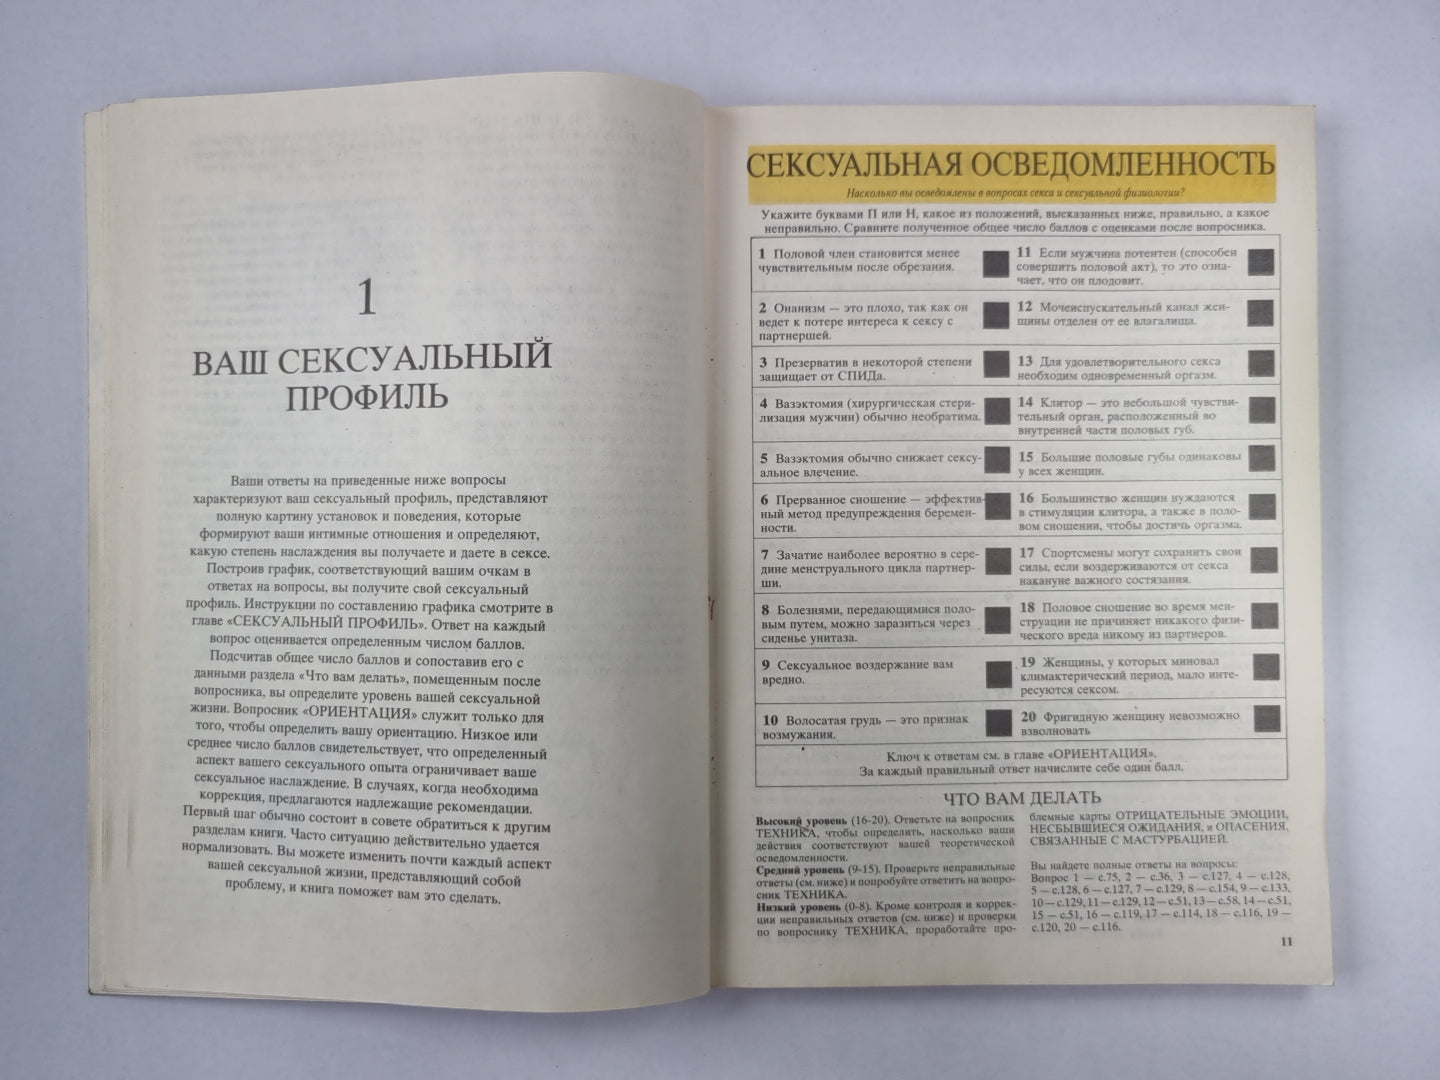 1
ВАШ СЕКСУАЛЬНЫЙ
ПРОФИЛЬ
Ваши ответы на приведенные ниже вопросы
характеризуют ваш сексуальный профиль, представляют
полную картину установок и поведения, которые
формируют ваши интимные отношения и определяют,
какую степень наслаждения вы получаете и даете в сексе.
Построив график, соответствующий вашим очкам в
ответах на вопросы, вы получите свой сексуальный
профиль. Инструкции по составлению графика смотрите в
главе «СЕКСУАЛЬНЫЙ ПРОФИЛЬ». Ответ на каждый
вопрос оценивается определенным числом баллов.
Подсчитав общее число баллов и сопоставив его с
данными раздела «Что вам делать», помещенным после
вопросника, вы определите уровень вашей сексуальной
жизни. Вопросник «ОРИЕНТАЦИЯ» служит только для
того, чтобы определить вашу ориентацию. Низкое или
среднее число баллов свидетельствует, что определенный
аспект вашего сексуального опыта ограничивает ваше
сексуальное наслаждение. В случаях, когда необходима
коррекция, предлагаются надлежащие рекомендации.
Первый шаг обычно состоит в совете обратиться к другим
разделам книги. Часто ситуацию действительно удается
нормализовать. Вы можете изменить почти каждый аспект
вашей сексуальной жизни, представляющий собой
проблему, и книга поможет вам это сделать.
СЕКСУАЛЬНАЯ ОСВЕДОМЛЕННОСТЬ
Насколько вы осведомлены в вопросах секса и сексуальной физиологии?
Укажите буквами П или Н, какое из положений, высказанных ниже, правильно, а какое
неправильно. Сравните полученное общее число баллов с оценками после вопросника.
1 Половой член становится менее
чувствительным после обрезания.
2 Онанизм — это плохо, так как он
ведет к потере интереса к сексу с
партнершей.
3 Презерватив в некоторой степени
защищает от СПИДа.
4 Вазэктомия (хирургическая стери-
лизация мужчин) обычно необратима.
5 Вазэктомия обычно снижает сексу-
альное влечение.
6 Прерванное сношение — эффектив-
ный метод предупреждения беремен-
ности.
7 Зачатие наиболее вероятно в сере-
дине менструального цикла партнер-
ши.
8 Болезнями, передающимися поло-
вым путем, можно заразиться через
сиденье унитаза.
9 Сексуальное воздержание вам
вредно.
10 Волосатая грудь — это признак
возмужания.
11 Если мужчина потентен (способен
совершить половой акт), то это озна-
чает, что он плодовит.
12 Мочеиспускательный канал жен-
щины отделен от ее влагалища.
13 Для удовлетворительного секса
необходим одновременный оргазм.
14 Клитор — это небольшой чувстви-
тельный орган, расположенный во
внутренней части половых губ.
15 Большие половые губы одинаковы
у всех женщин.
16 Большинство женщин нуждаются
в стимуляции клитора, а также в поло-
вом сношении, чтобы достичь оргазма.
17 Спортсмены могут сохранить свои
силы, если воздерживаются от секса
накануне важного состязания.
18 Половое сношение во время мен-
струации не причиняет никакого физи-
ческого вреда никому из партнеров.
19 Женщины, у которых миновал
климактерический период, мало инте-
ресуются сексом.
20 Фригидную женщину невозможно
взволновать
Ключ к ответам см. в главе «ОРИЕНТАЦИЯ».
За каждый правильный ответ начислите себе один балл.
ЧТО ВАМ ДЕЛАТЬ
Высокий уровень (16-20). Ответьте на вопросник
ТЕХНИКА, чтобы определить, насколько ваши
действия соответствуют вашей теоретической
осведомленности.
Средний уровень (9-15). Проверьте неправильные
ответы (см. ниже) и попробуйте ответить на вопро-
сник ТЕХНИКА.
Низкий уровень (0-8). Кроме контроля и коррек-
ции неправильных ответов (см. ниже) и проверки
по вопроснику ТЕХНИКА, проработайте про-
блемные карты ОТРИЦАТЕЛЬНЫЕ ЭМОЦИИ,
НЕСБЫВШИЕСЯ ОЖИДАНИЯ, и ОПАСЕНИЯ,
СВЯЗАННЫЕ С МАСТУРБАЦИЕЙ.
Вы найдете полные ответы на вопросы:
Вопрос 1 — с.75, 2 — с.36, 3 — с.127, 4 — с.128,
5 — с.128, 6 — с.127, 7 — с.129, 8 — с.154, 9 — с.133,
10 — с.129, 11 — с.129, 12 — с.51, 13 — с.58, 14 — с.51,
15 — с.51, 16 — с.119, 17 — с.114, 18 — с.116, 19 —
с.120, 20 — с.116.
11